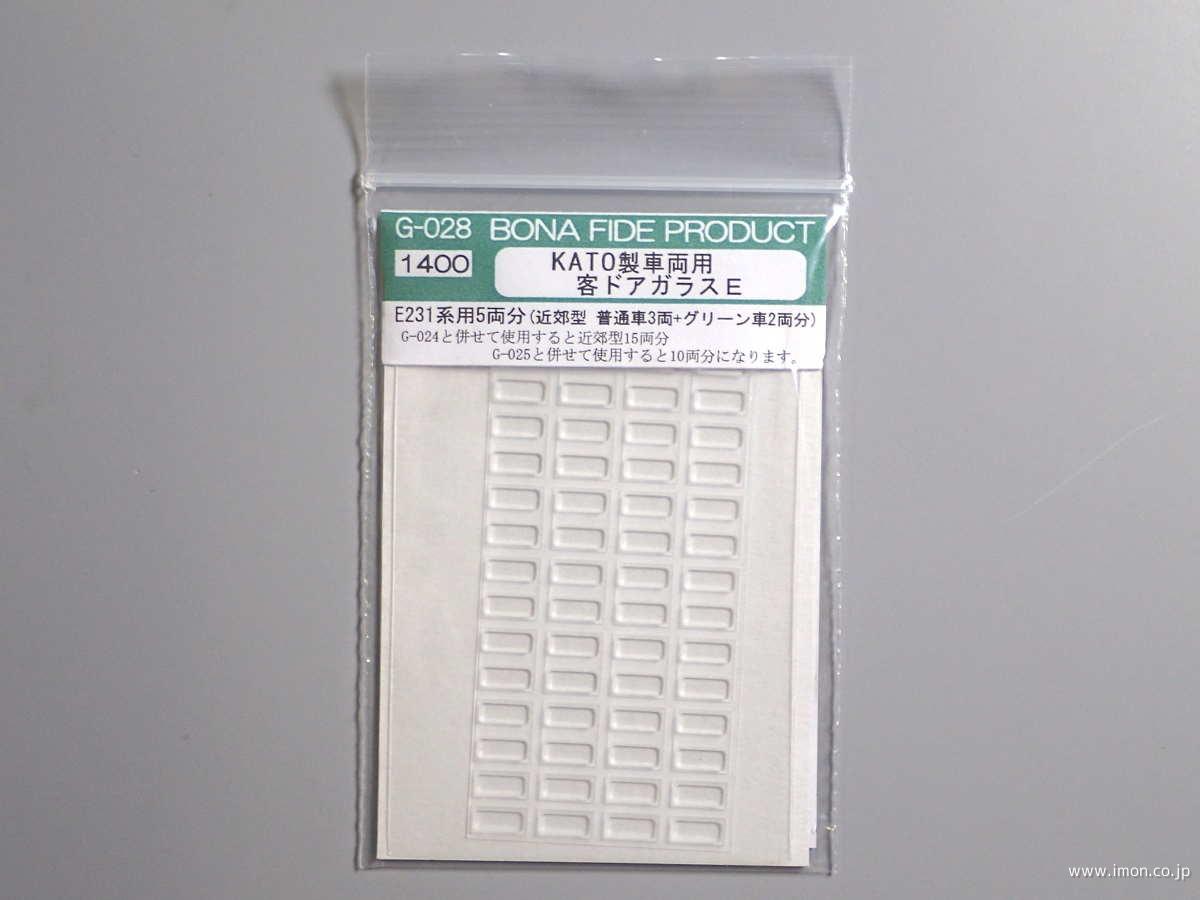 G-028 BONA FIDE PRODUCT
1400
KATO製車両用
客ドアガラスE
E231系用5両分(近郊型 普通車3両+グリーン車2両分)
G-024と併せて使用すると近郊型15両分
G-025と併せて使用すると10両分になります。
www.imon.co.jp